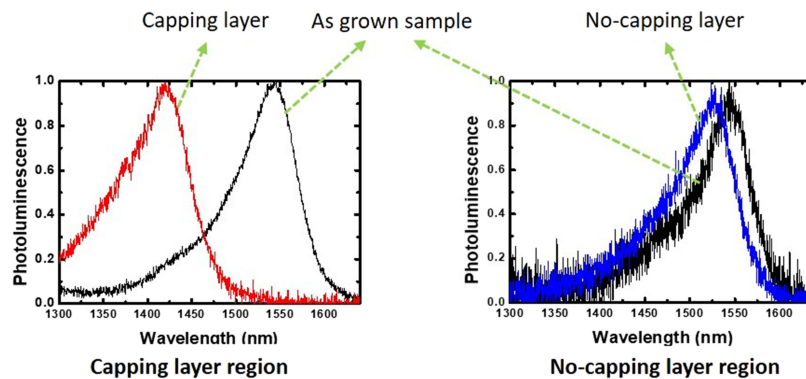 Capping layer
As grown sample
No-capping layer
Photoluminescence
1.0
0.8
0.6
0.4
0.2
0.0
1300 1350 1400 1450 1500 1550 1600
Wavelength (nm)
Capping layer region
Photoluminescence
1.0
0.8
0.6
0.4
0.2
0.0
1300 1350 1400 1450 1500 1550 1600
Wavelength (nm)
No-capping layer region